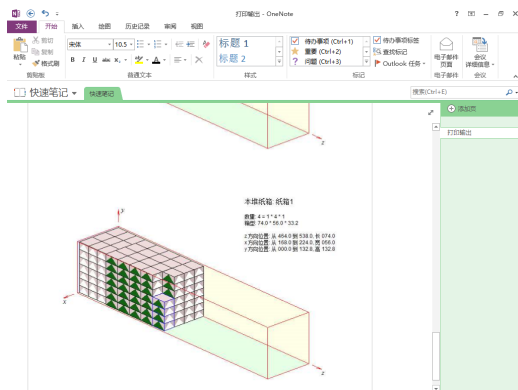 打印输出 - OneNote
文件 开始 插入 绘图 历史记录 审阅 视图
剪切
复制
格式刷
粘贴
宋体 10.5
B I U abc x, A
标题 1
标题 2
待办事项 (Ctrl+1)
重要 (Ctrl+2)
问题 (Ctrl+3)
待办事项标签
查找标记
Outlook 任务
电子邮件
页面
会议
详细信息
剪贴板 普通文本 样式 标记 电子邮件 会议
快速笔记 快速笔记
搜索(Ctrl+E)
添加页
打印输出
z
本堆纸箱: 纸箱1
数量: 4 = 1 * 4 * 1
箱型: 74.0 * 56.0 * 33.2
z方向位置: 从 464.0 到 538.0, 长 074.0
x方向位置: 从 168.0 到 224.0, 宽 056.0
y方向位置: 从 000.0 到 132.8, 高 132.8
y
x
z